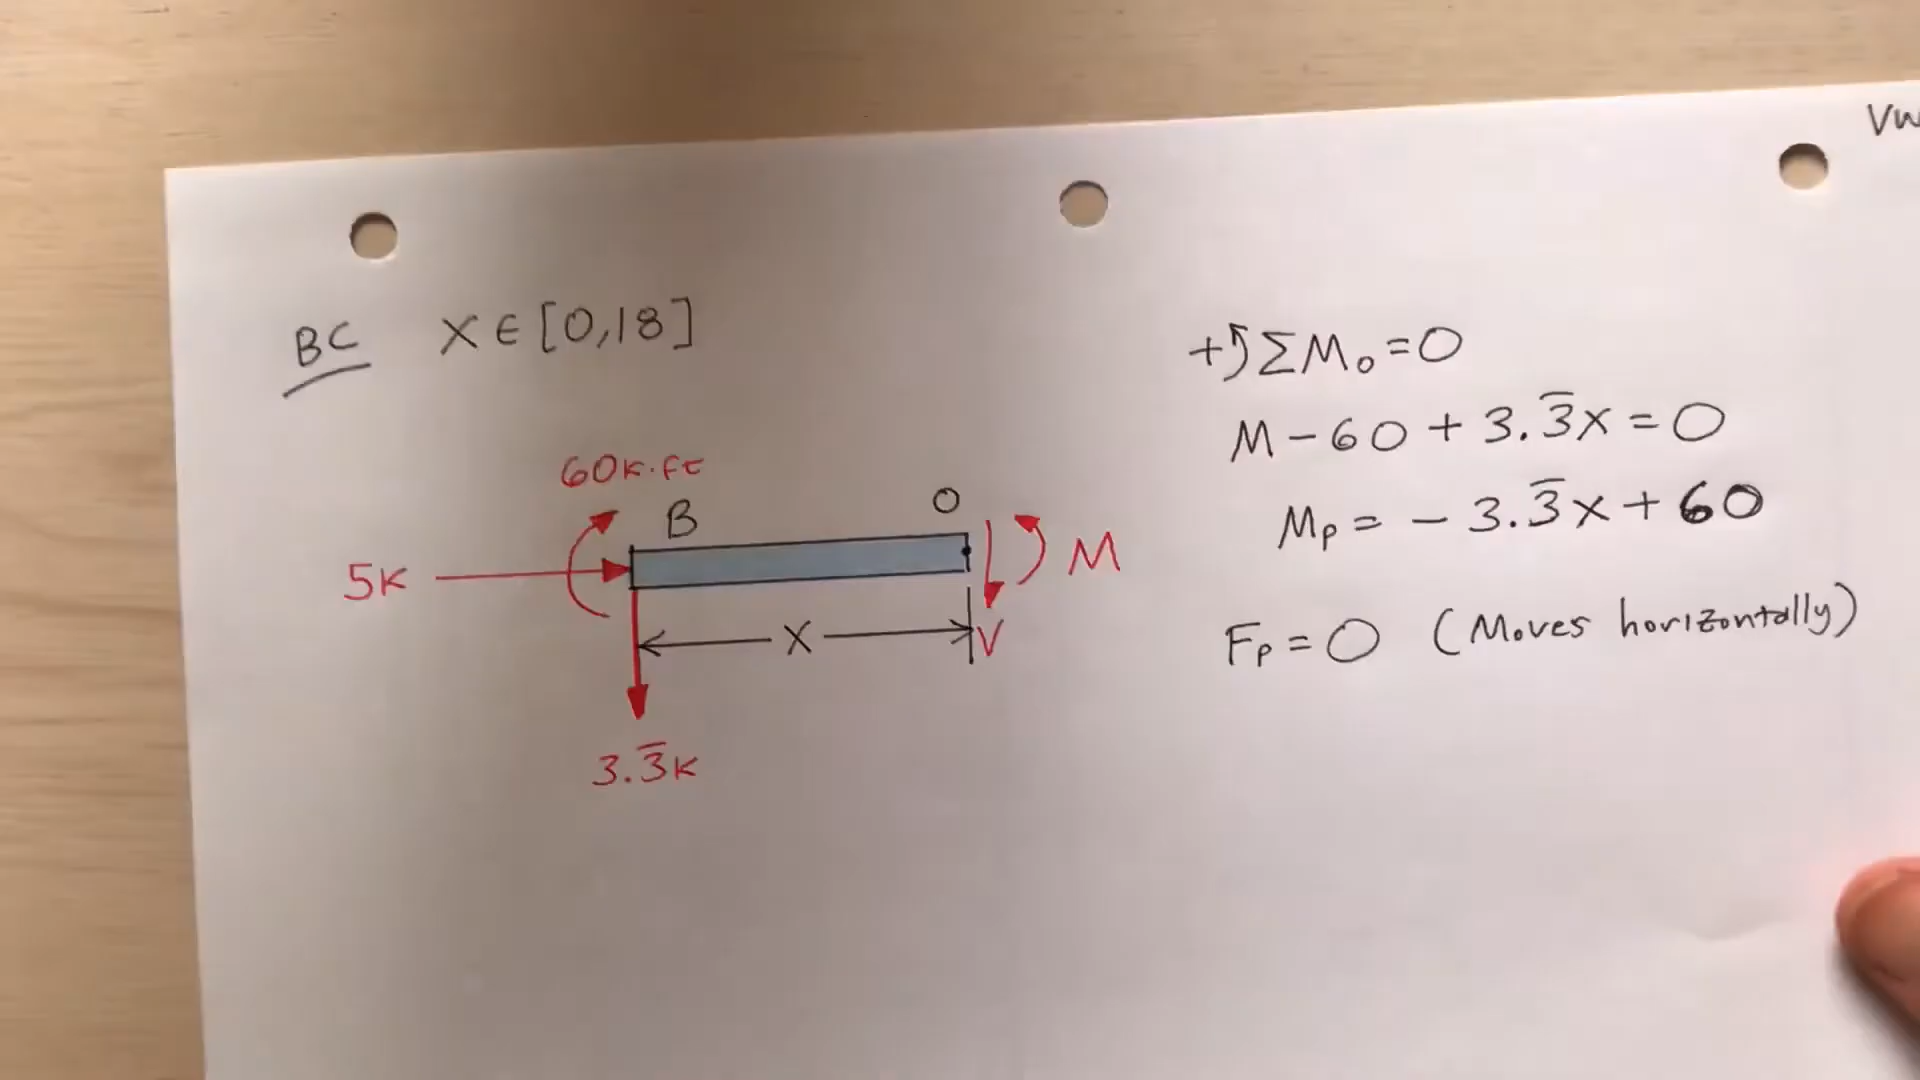 BC X ∈ [0,18]
60K.ft
B
O
5K
M
X
V
3.3̅K
+↺ΣMₒ=0
M-60+3.3̅x=0
Mp=-3.3̅x+60
Fp=0 (Moves horizontally)